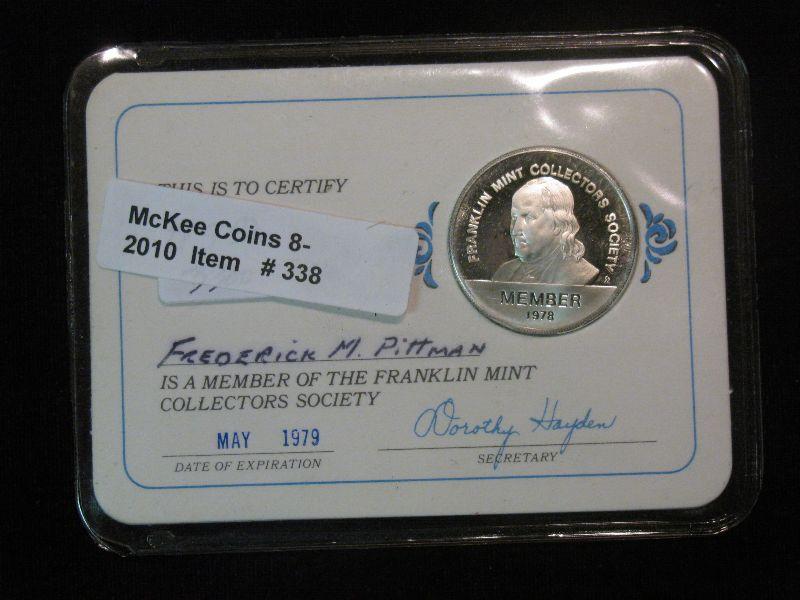 THIS IS TO CERTIFY
McKee Coins 8-
2010 Item # 338
FRANKLIN MINT COLLECTORS SOCIETY
MEMBER
1978
FREDERICK M. PITTMAN
IS A MEMBER OF THE FRANKLIN MINT
COLLECTORS SOCIETY
MAY 1979
Dorothy Hayden
DATE OF EXPIRATION
SECRETARY